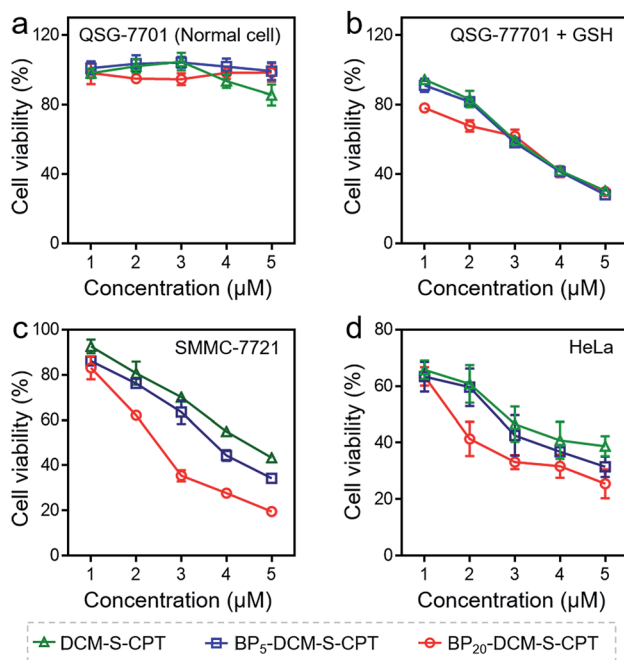 a
QSG-7701 (Normal cell)
Cell viability (%)
120
80
40
0
1 2 3 4 5
Concentration (μM)
b
QSG-77701 + GSH
Cell viability (%)
120
80
40
0
1 2 3 4 5
Concentration (μM)
c
SMMC-7721
Cell viability (%)
100
80
60
40
20
0
1 2 3 4 5
Concentration (μM)
d
HeLa
Cell viability (%)
80
60
40
20
0
1 2 3 4 5
Concentration (μM)
DCM-S-CPT BP₅-DCM-S-CPT BP₂₀-DCM-S-CPT